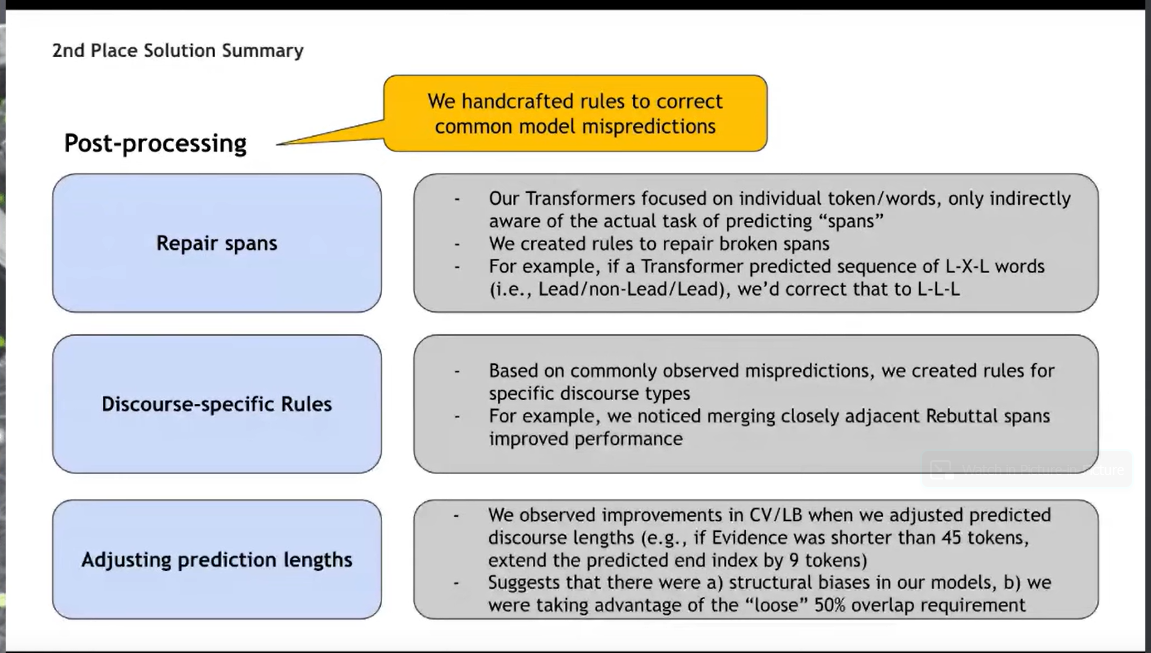 2nd Place Solution Summary
We handcrafted rules to correct
common model mispredictions
Post-processing
Repair spans
- Our Transformers focused on individual token/words, only indirectly
aware of the actual task of predicting “spans”
- We created rules to repair broken spans
- For example, if a Transformer predicted sequence of L-X-L words
(i.e., Lead/non-Lead/Lead), we’d correct that to L-L-L
Discourse-specific Rules
- Based on commonly observed mispredictions, we created rules for
specific discourse types
- For example, we noticed merging closely adjacent Rebuttal spans
improved performance
Watch in Picture-in-Picture
Adjusting prediction lengths
- We observed improvements in CV/LB when we adjusted predicted
discourse lengths (e.g., if Evidence was shorter than 45 tokens,
extend the predicted end index by 9 tokens)
- Suggests that there were a) structural biases in our models, b) we
were taking advantage of the “loose” 50% overlap requirement